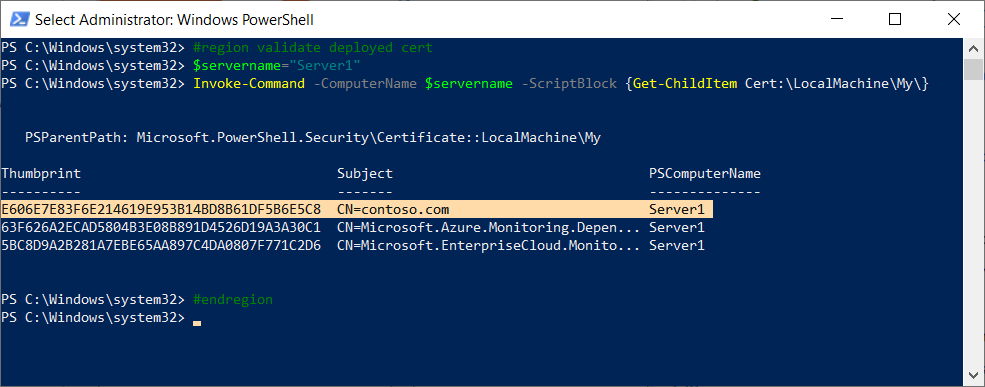 Select Administrator: Windows PowerShell
PS C:\Windows\system32> #region validate deployed cert
PS C:\Windows\system32> $servername="Server1"
PS C:\Windows\system32> Invoke-Command -ComputerName $servername -ScriptBlock {Get-ChildItem Cert:\LocalMachine\My\}
PSParentPath: Microsoft.PowerShell.Security\Certificate::LocalMachine\My
Thumbprint Subject PSComputerName
---------- ------- --------------
E606E7E83F6E214619E953B14BD8B61DF5B6E5C8 CN=contoso.com Server1
63F626A2ECAD5804B3E08B891D4526D19A3A30C1 CN=Microsoft.Azure.Monitoring.Depen... Server1
5BC8D9A2B281A7EBE65AA897C4DA0807F771C2D6 CN=Microsoft.EnterpriseCloud.Monito... Server1
PS C:\Windows\system32> #endregion
PS C:\Windows\system32>